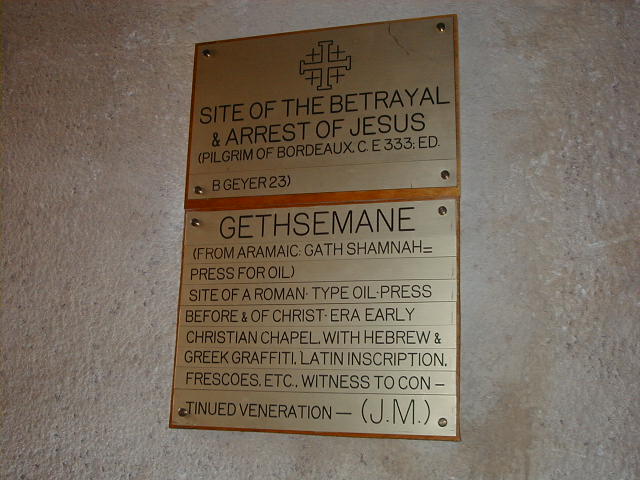 SITE OF THE BETRAYAL
& ARREST OF JESUS
(PILGRIM OF BORDEAUX, C. E 333; ED.
B GEYER 23)
GETHSEMANE
(FROM ARAMAIC: GATH SHAMNAH=
PRESS FOR OIL)
SITE OF A ROMAN· TYPE OIL·PRESS
BEFORE & OF CHRIST· ERA EARLY
CHRISTIAN CHAPEL, WITH HEBREW &
GREEK GRAFFITI, LATIN INSCRIPTION,
FRESCOES, ETC., WITNESS TO CON –
TINUED VENERATION — (J.M.)